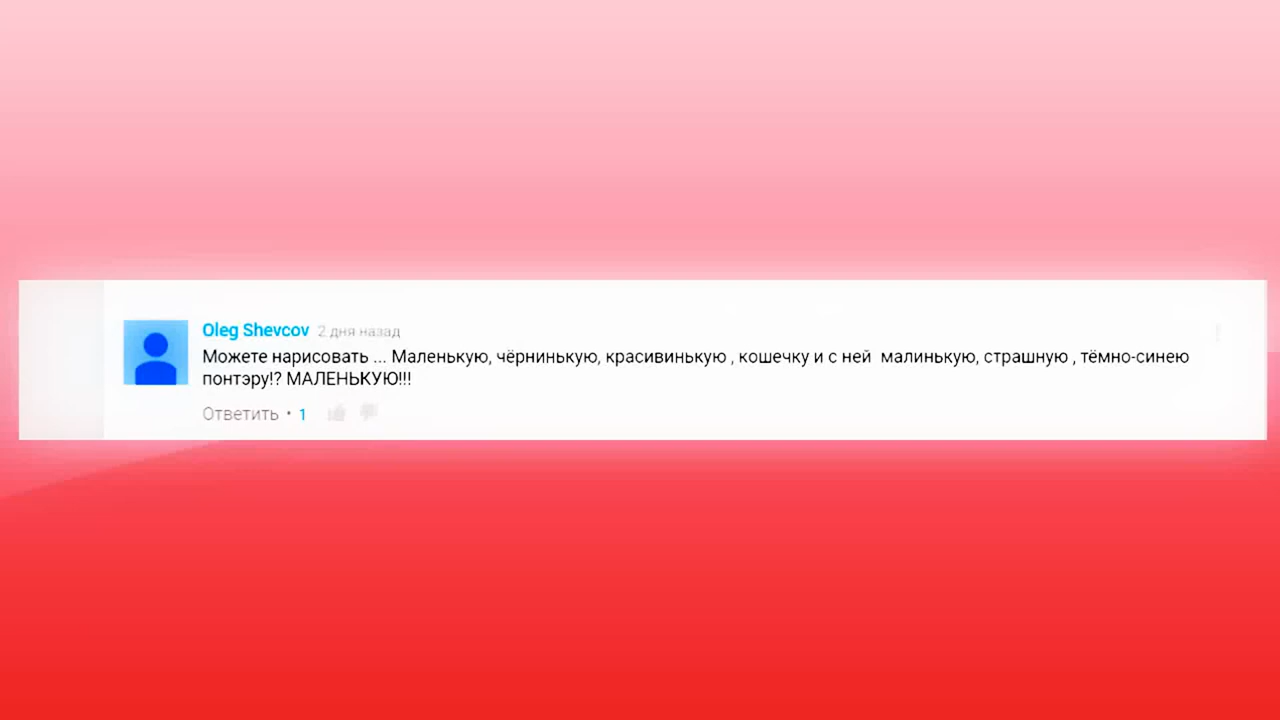 Oleg Shevcov 2 дня назад
Можете нарисовать ... Маленькую, чёрнинькую, красивинькую , кошечку и с ней малинькую, страшную , тёмно-синею
понтэру!? МАЛЕНЬКУЮ!!!
Ответить • 1